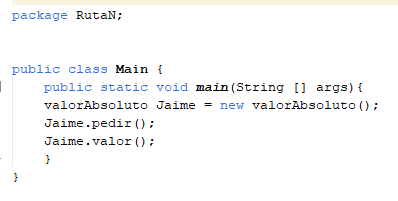 package RutaN;
public class Main {
public static void main(String [] args){
valorAbsoluto Jaime = new valorAbsoluto();
Jaime.pedir();
Jaime.valor();
}
}